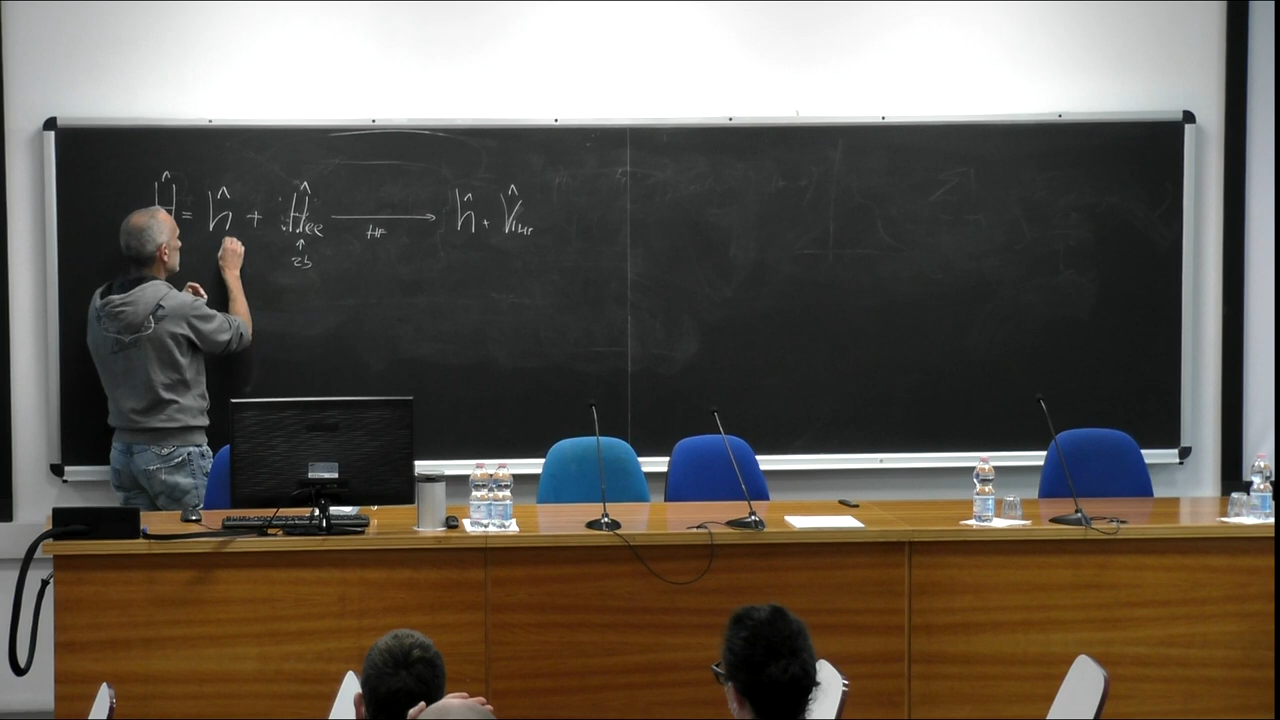 Ĥ = ĥ + Ĥee ⟶ ĥ + V̂HF
HF
↑
2b